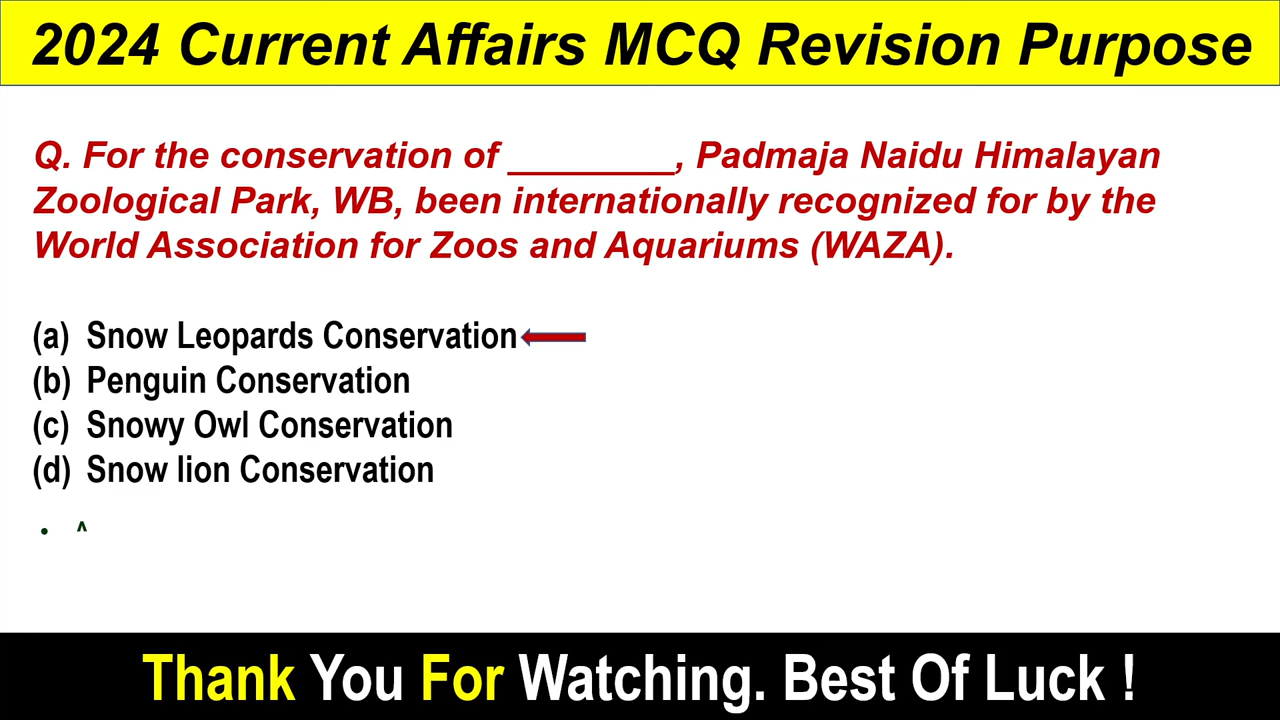 2024 Current Affairs MCQ Revision Purpose
Q. For the conservation of ________, Padmaja Naidu Himalayan
Zoological Park, WB, been internationally recognized for by the
World Association for Zoos and Aquariums (WAZA).
(a) Snow Leopards Conservation
(b) Penguin Conservation
(c) Snowy Owl Conservation
(d) Snow lion Conservation
• ^
Thank You For Watching. Best Of Luck !